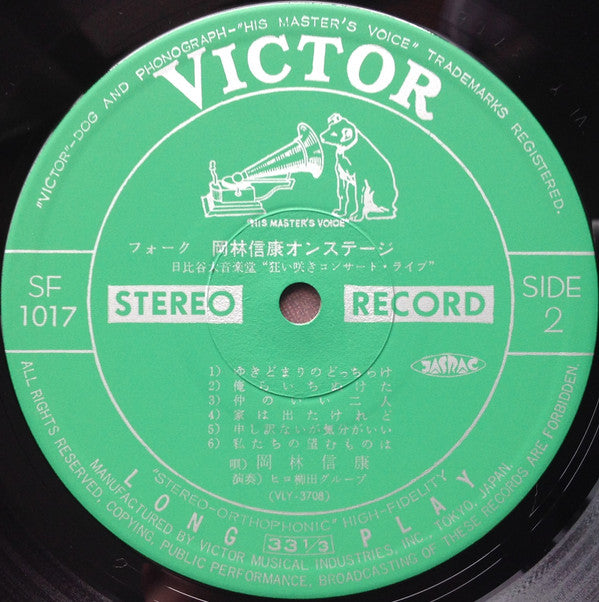 "VICTOR"-DOG AND PHONOGRAPH-"HIS MASTER'S VOICE" TRADEMARKS REGISTERED.
VICTOR
"HIS MASTER'S VOICE"
フォーク 岡林信康オンステージ
日比谷大音楽堂“狂い咲きコンサート・ライブ”
SF
1017
STEREO RECORD
SIDE
2
1) ゆきどまりのどっちらけ
2) 俺らいちぬけた
3) 仲のいい二人
4) 家は出たけれど
5) 申し訳ないが気分がいい
6) 私たちの望むものは
JASRAC
唄) 岡林信康
演奏) ヒロ柳田グループ
(VLY-3708)
"STEREO-ORTHOPHONIC" HIGH-FIDELITY
LONG PLAY
33 1/3
MANUFACTURED BY VICTOR MUSICAL INDUSTRIES, INC., TOKYO, JAPAN.
ALL RIGHTS RESERVED, COPYING, PUBLIC PERFORMANCE, BROADCASTING OF THESE RECORDS ARE FORBIDDEN.